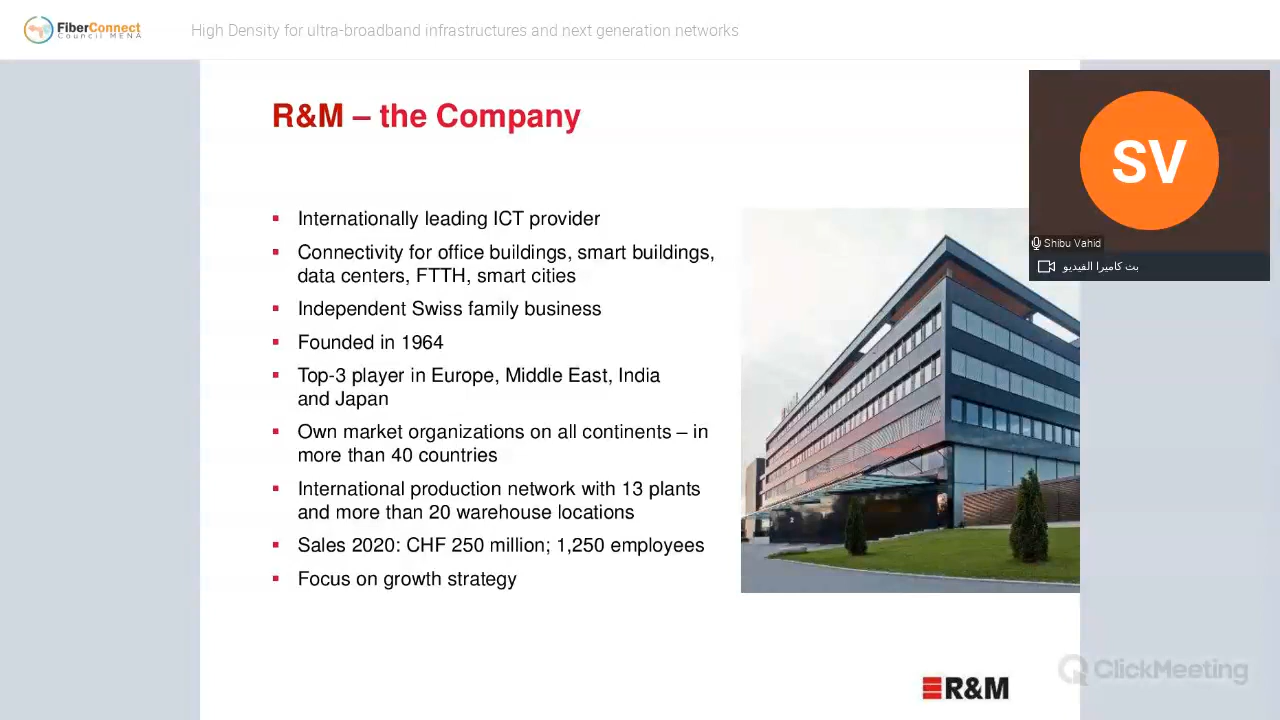 FiberConnect
Council MENA
High Density for ultra-broadband infrastructures and next generation networks
R&M – the Company
SV
Shibu Vahid
بث كاميرا الفيديو
Internationally leading ICT provider
Connectivity for office buildings, smart buildings,
data centers, FTTH, smart cities
Independent Swiss family business
Founded in 1964
Top-3 player in Europe, Middle East, India
and Japan
Own market organizations on all continents – in
more than 40 countries
International production network with 13 plants
and more than 20 warehouse locations
Sales 2020: CHF 250 million; 1,250 employees
Focus on growth strategy
2
R&M
ClickMeeting